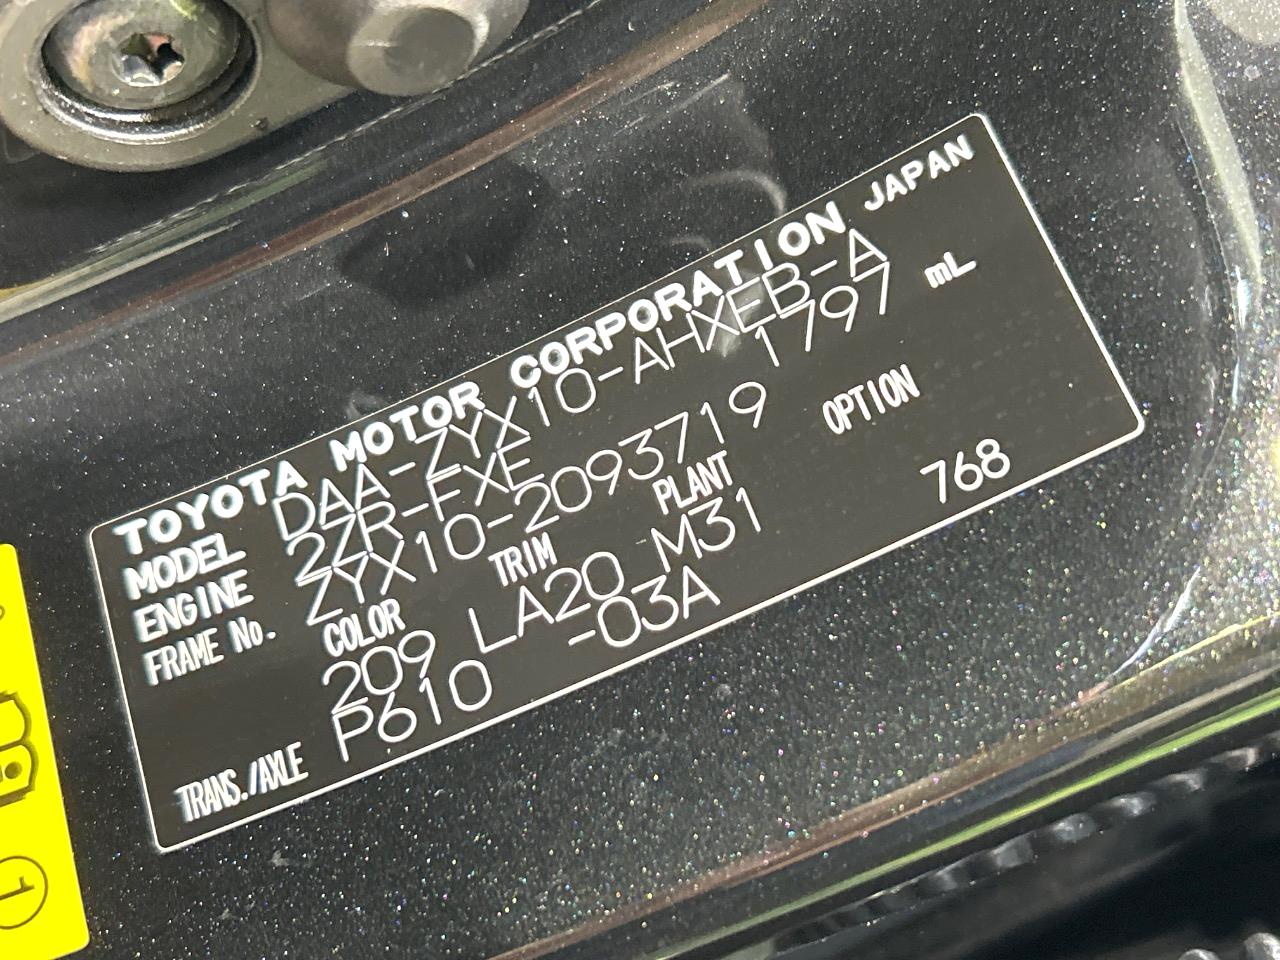 TOYOTA MOTOR CORPORATION JAPAN
MODEL DAA-ZYX10-AHXEB-A
ENGINE 2ZR-FXE 1797 mL
FRAME No. ZYX10-2093719
COLOR TRIM PLANT OPTION
209 LA20 M31 768
TRANS./AXLE P610 -03A
1